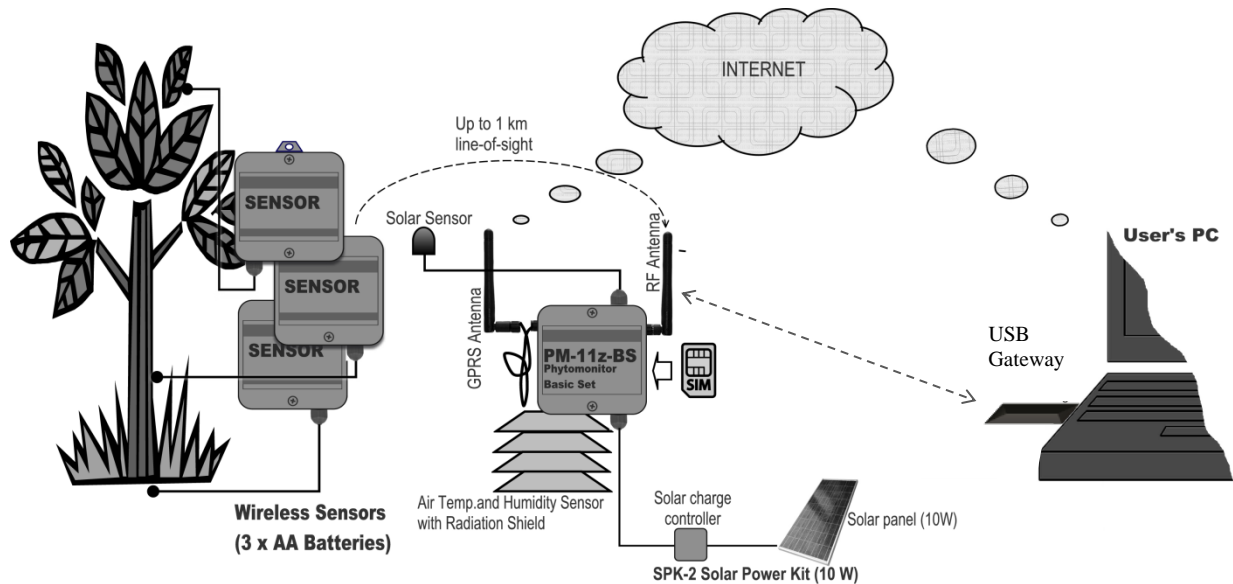 INTERNET
Up to 1 km
line-of-sight
SENSOR
SENSOR
SENSOR
Solar Sensor
GPRS Antenna
RF Antenna
PM-11z-BS
Phytomonitor
Basic Set
SIM
User's PC
USB
Gateway
Wireless Sensors
(3 x AA Batteries)
Air Temp.and Humidity Sensor
with Radiation Shield
Solar charge
controller
Solar panel (10W)
SPK-2 Solar Power Kit (10 W)